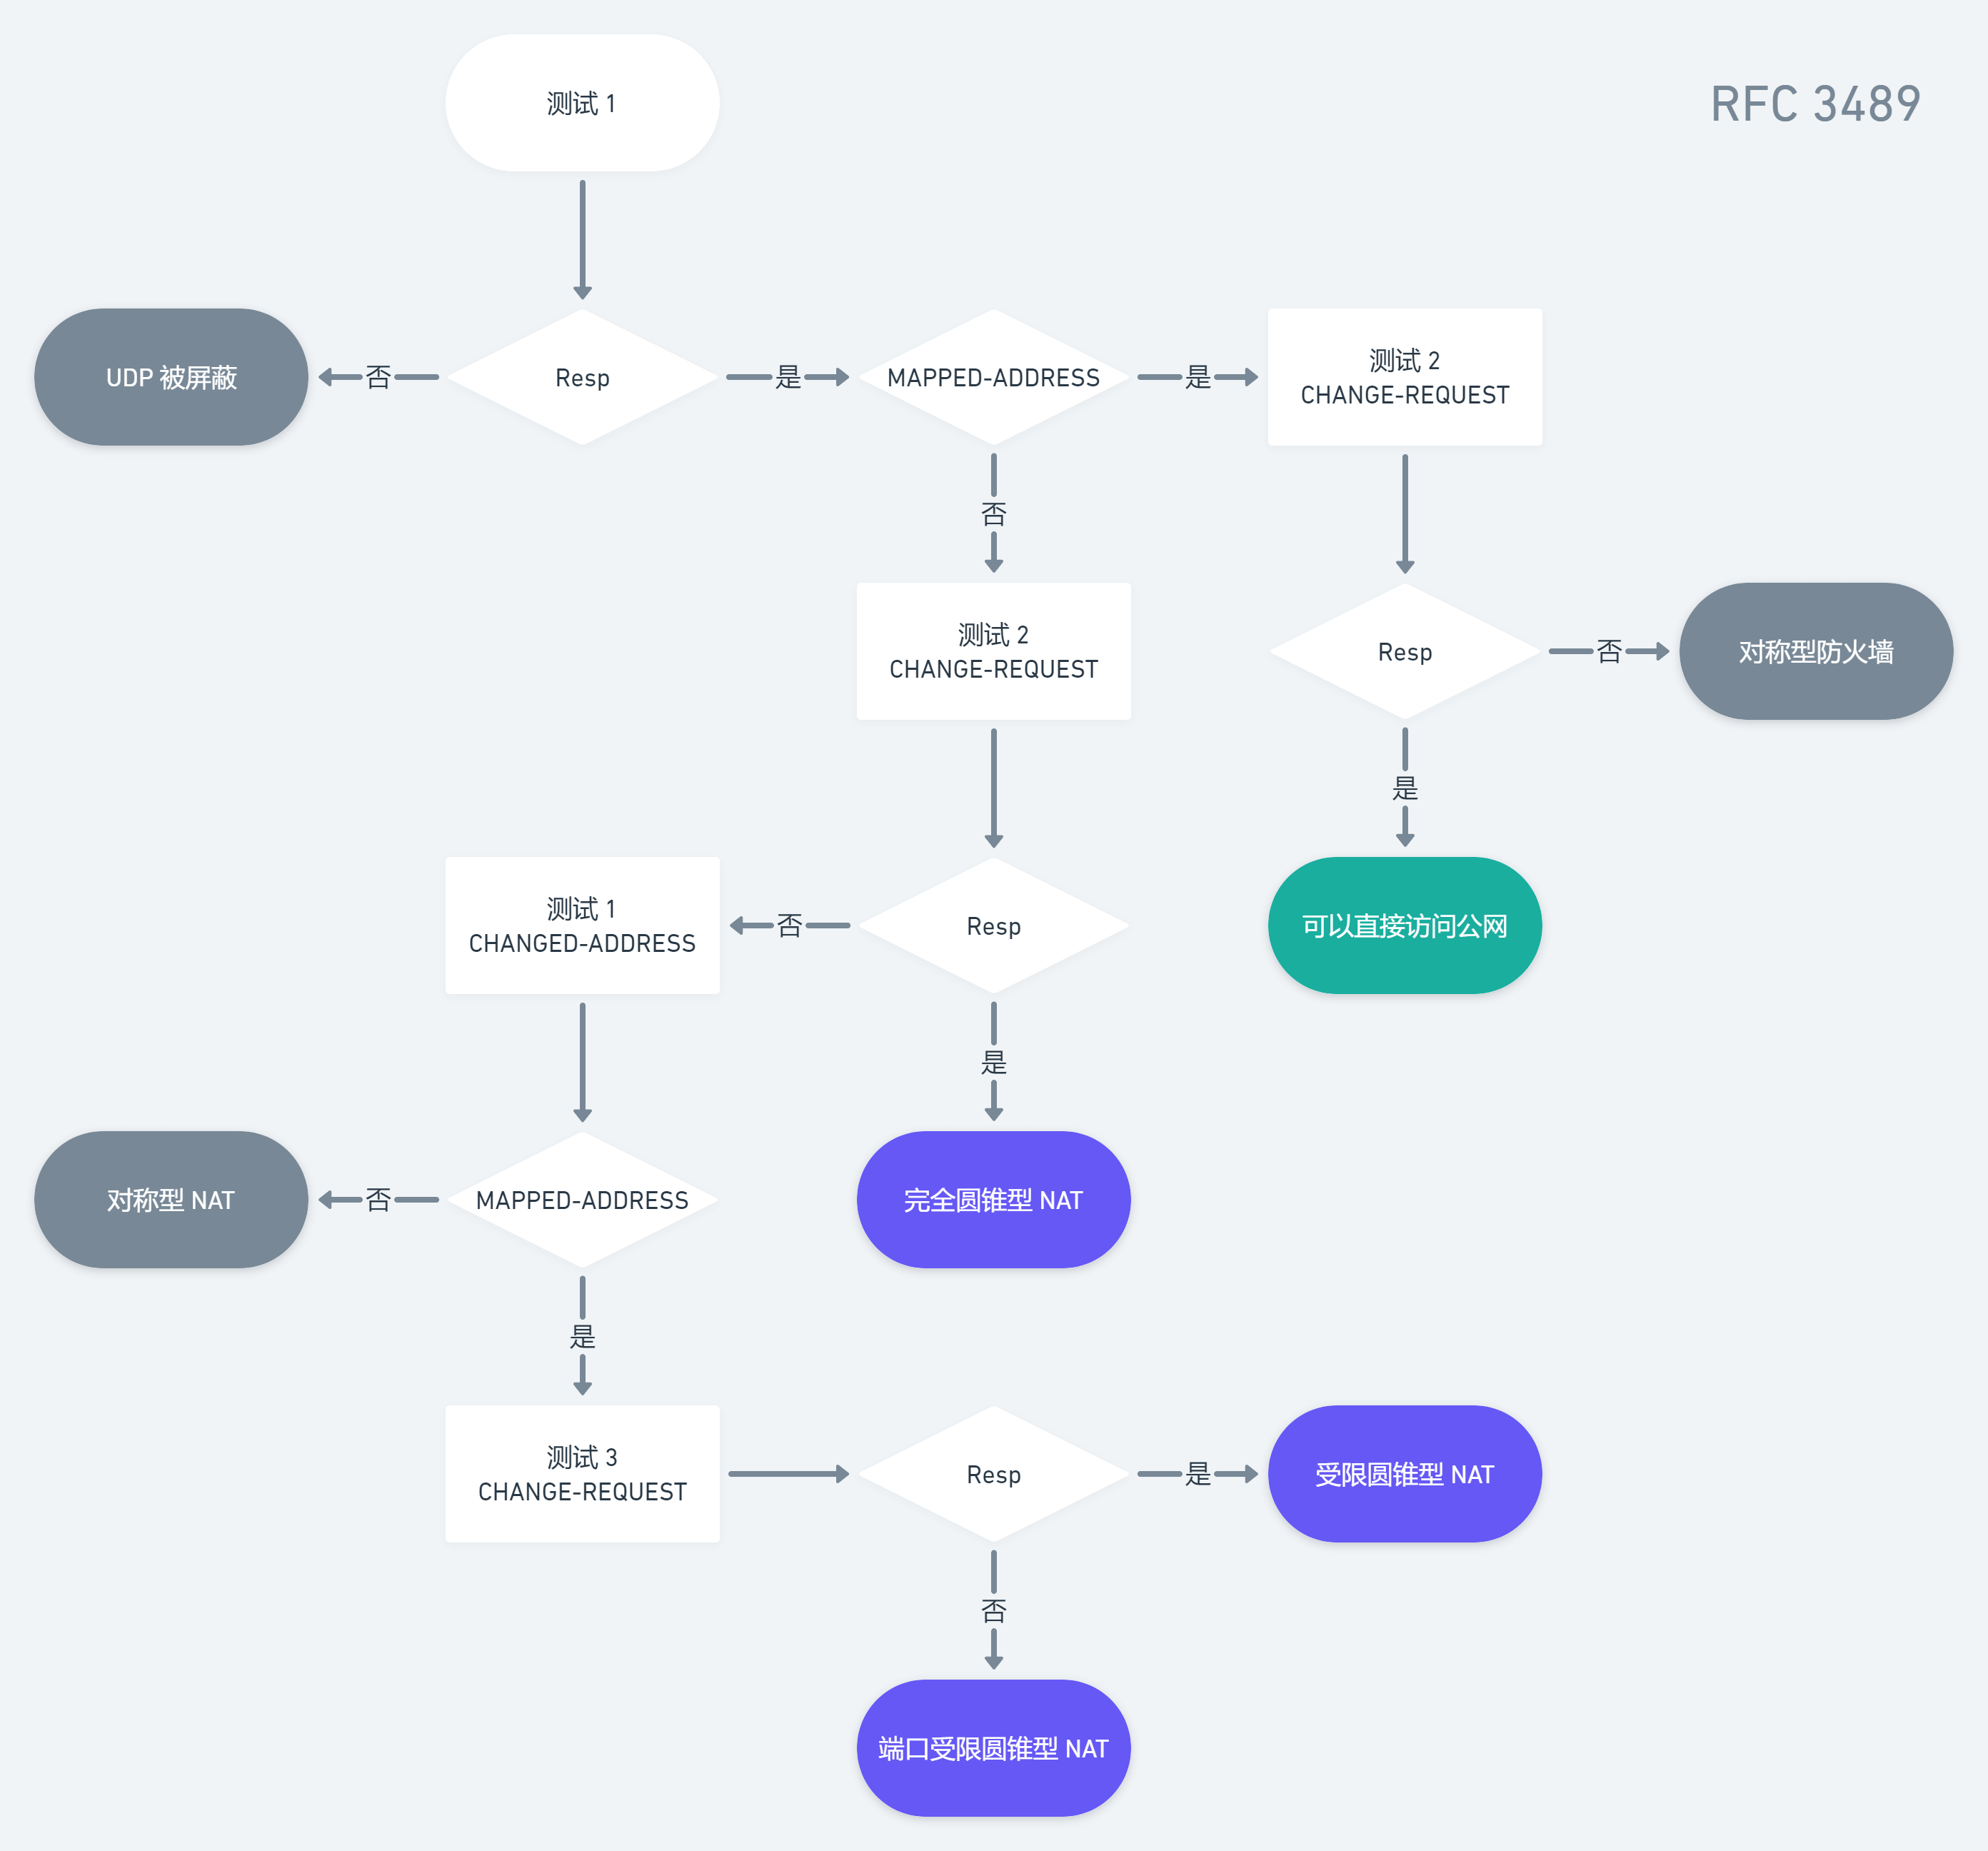 测试 1
RFC 3489
UDP 被屏蔽
否
Resp
是
MAPPED-ADDRESS
是
测试 2
CHANGE-REQUEST
否
测试 2
CHANGE-REQUEST
Resp
否
对称型防火墙
是
测试 1
CHANGED-ADDRESS
否
Resp
可以直接访问公网
是
对称型 NAT
否
MAPPED-ADDRESS
完全圆锥型 NAT
是
测试 3
CHANGE-REQUEST
Resp
是
受限圆锥型 NAT
否
端口受限圆锥型 NAT